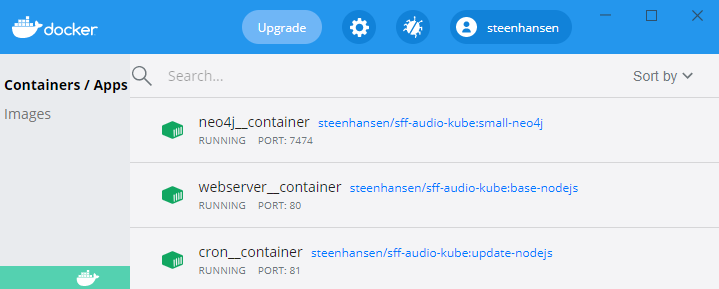 docker
Upgrade
steenhansen
Containers / Apps
Images
Search...
Sort by
neo4j__container steenhansen/sff-audio-kube:small-neo4j
RUNNING PORT: 7474
webserver__container steenhansen/sff-audio-kube:base-nodejs
RUNNING PORT: 80
cron__container steenhansen/sff-audio-kube:update-nodejs
RUNNING PORT: 81